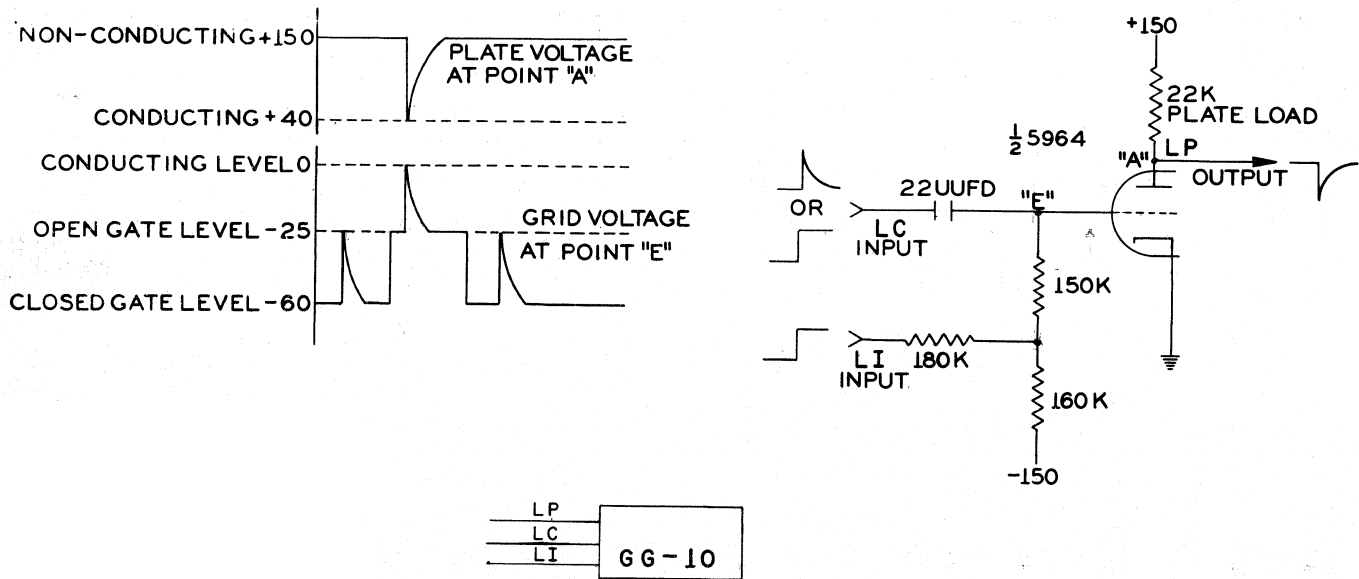 NON-CONDUCTING +150
PLATE VOLTAGE
AT POINT "A"
CONDUCTING +40
CONDUCTING LEVEL 0
OPEN GATE LEVEL -25
GRID VOLTAGE
AT POINT "E"
CLOSED GATE LEVEL -60
+150
22K
PLATE LOAD
½ 5964
"A"
LP
OUTPUT
OR
22UUFD
"E"
LC
INPUT
150K
LI
INPUT
180K
160K
-150
LP
LC
LI
GG-10